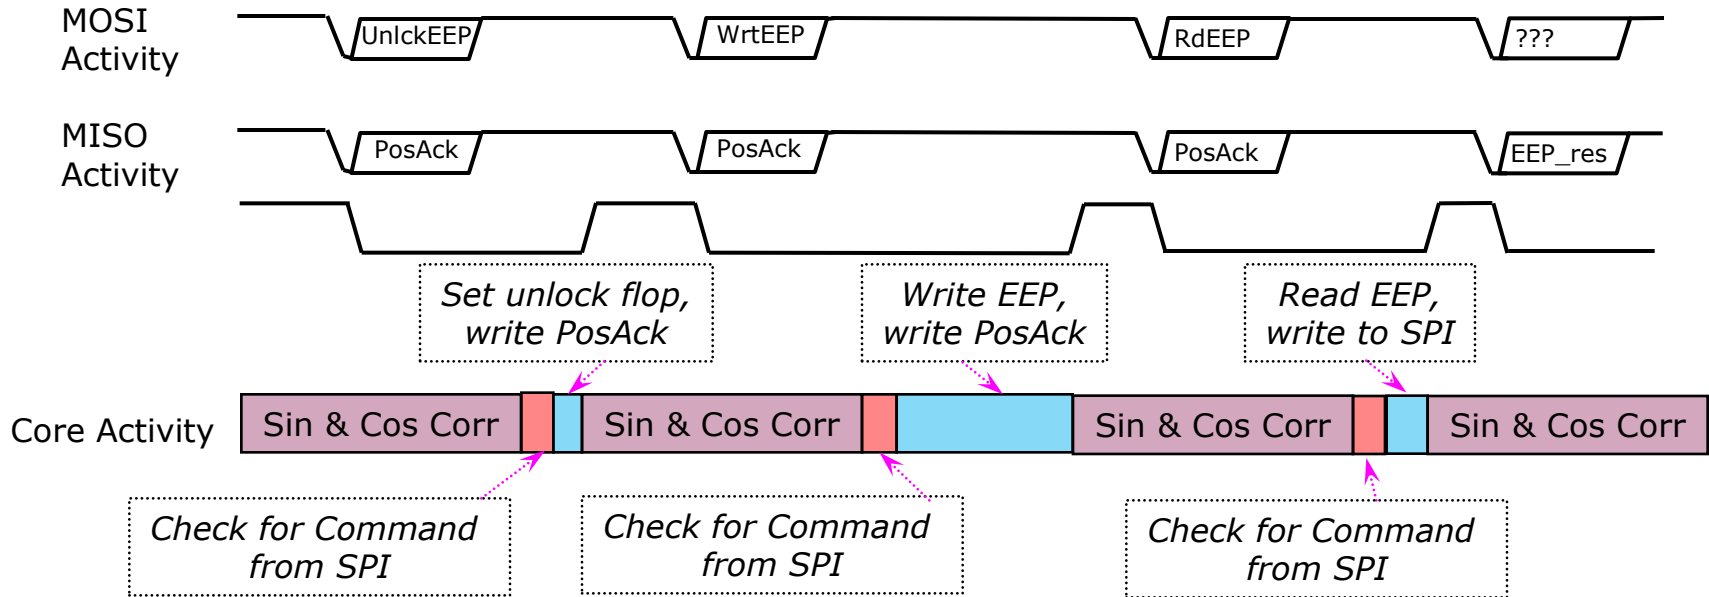 MOSI
Activity
UnlckEEP
WrtEEP
RdEEP
???
MISO
Activity
PosAck
PosAck
PosAck
EEP_res
Set unlock flop,
write PosAck
Write EEP,
write PosAck
Read EEP,
write to SPI
Core Activity
Sin & Cos Corr
Sin & Cos Corr
Sin & Cos Corr
Sin & Cos Corr
Check for Command
from SPI
Check for Command
from SPI
Check for Command
from SPI